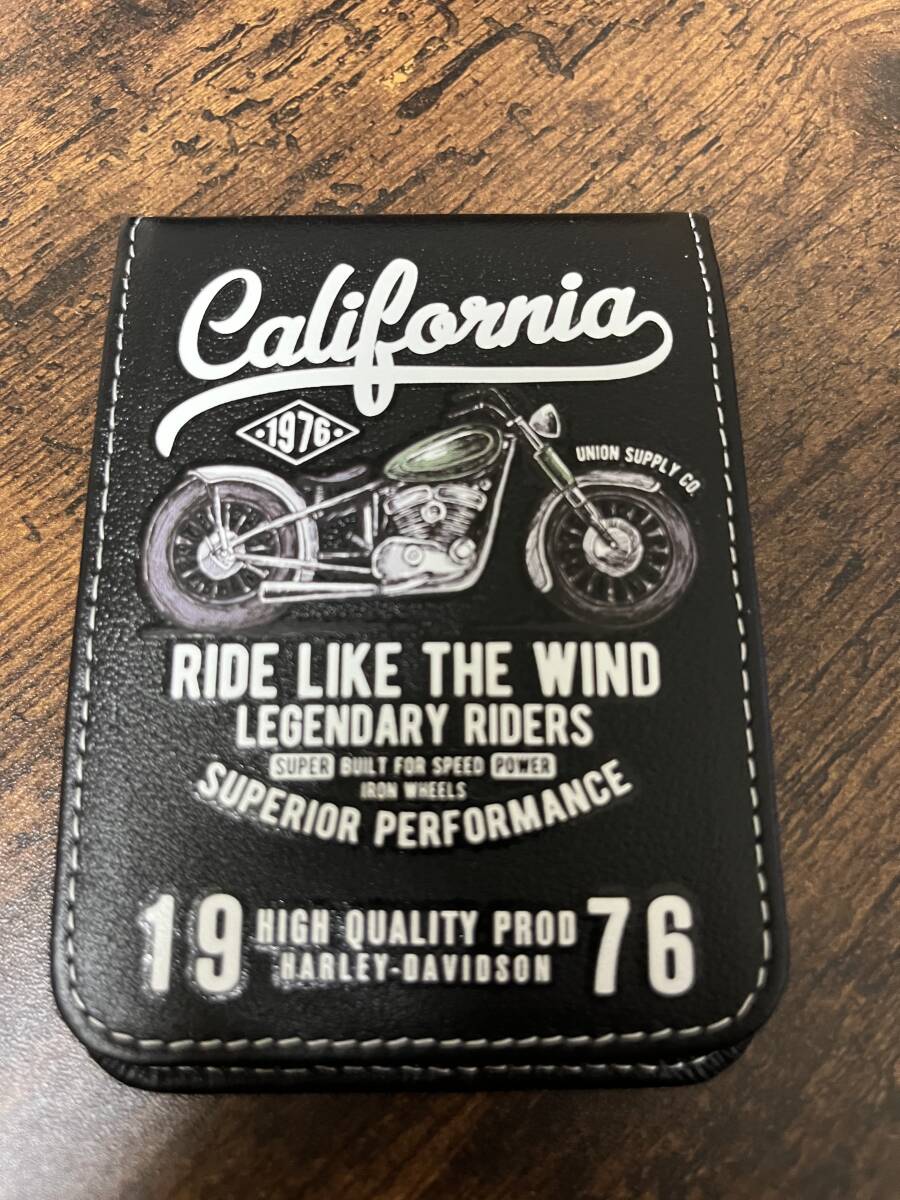 California
1976
UNION SUPPLY CO.
RIDE LIKE THE WIND
LEGENDARY RIDERS
SUPER BUILT FOR SPEED POWER
IRON WHEELS
SUPERIOR PERFORMANCE
19 HIGH QUALITY PROD 76
HARLEY-DAVIDSON